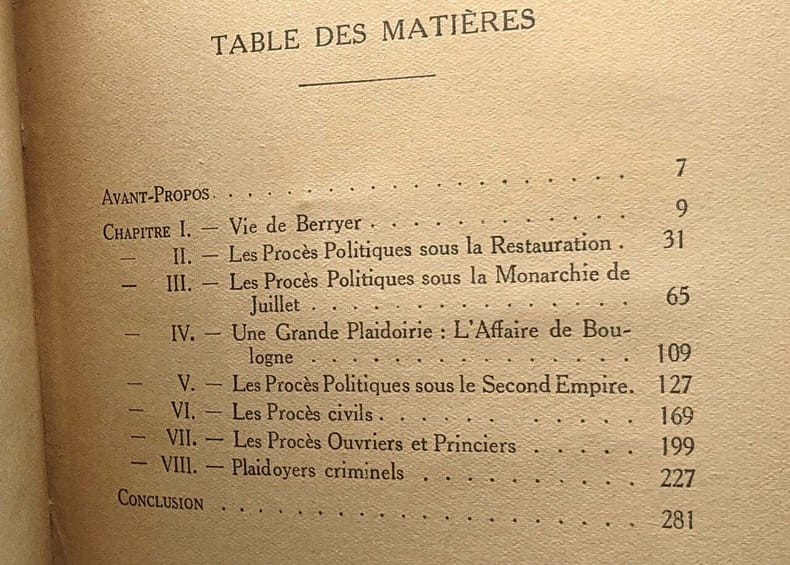 TABLE DES MATIÈRES
AVANT-PROPOS. . . . . . . . . . . . . . . . . . 7
CHAPITRE I. — Vie de Berryer . . . . . . . . . . 9
— II. — Les Procès Politiques sous la Restauration . 31
— III. — Les Procès Politiques sous la Monarchie de
Juillet . . . . . . . . . . . . 65
— IV. — Une Grande Plaidoirie : L'Affaire de Bou-
logne . . . . . . . . . . . . 109
— V. — Les Procès Politiques sous le Second Empire. 127
— VI. — Les Procès civils . . . . . . . . . 169
— VII. — Les Procès Ouvriers et Princiers . . . . . 199
— VIII. — Plaidoyers criminels . . . . . . . . 227
CONCLUSION . . . . . . . . . . . . . . . . . 281